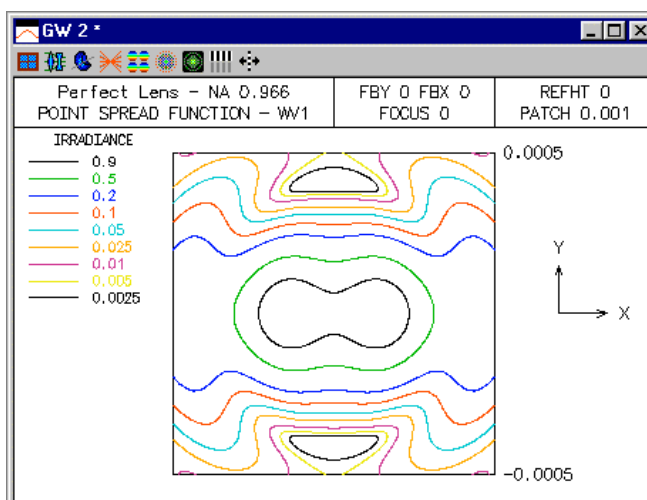 GW 2 *
Perfect Lens - NA 0.966
POINT SPREAD FUNCTION - WV1
FBY 0 FBX 0
FOCUS 0
REFHT 0
PATCH 0.001
IRRADIANCE
0.9
0.5
0.2
0.1
0.05
0.025
0.01
0.005
0.0025
0.0005
Y
X
-0.0005